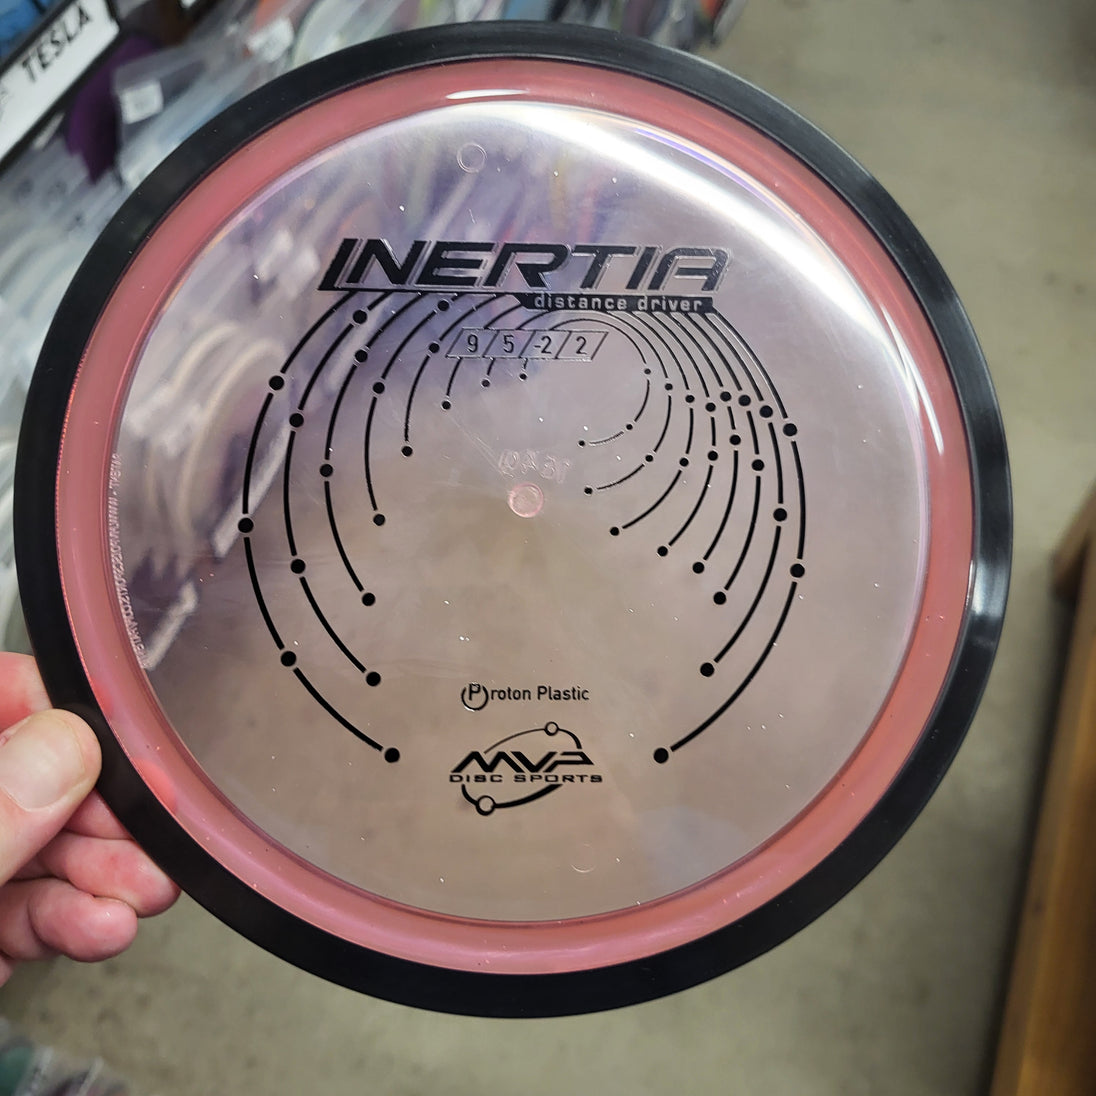 TESLA
INERTIA
distance driver
9 5 -2 2
Proton Plastic
MVP
DISC SPORTS